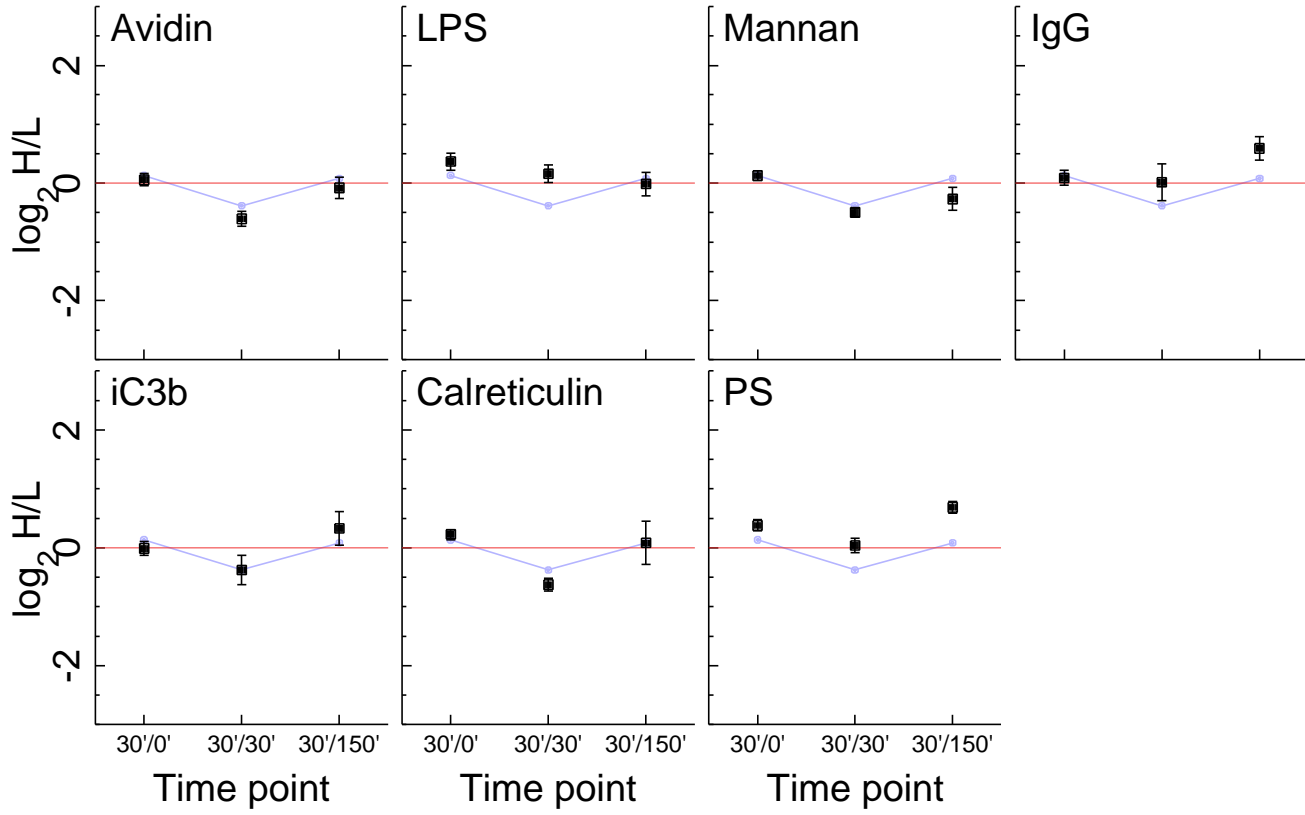 Avidin
LPS
Mannan
IgG
2
0
-2
log2 H/L
iC3b
Calreticulin
PS
2
0
-2
log2 H/L
30'/0' 30'/30' 30'/150'
30'/0' 30'/30' 30'/150'
30'/0' 30'/30' 30'/150'
Time point
Time point
Time point